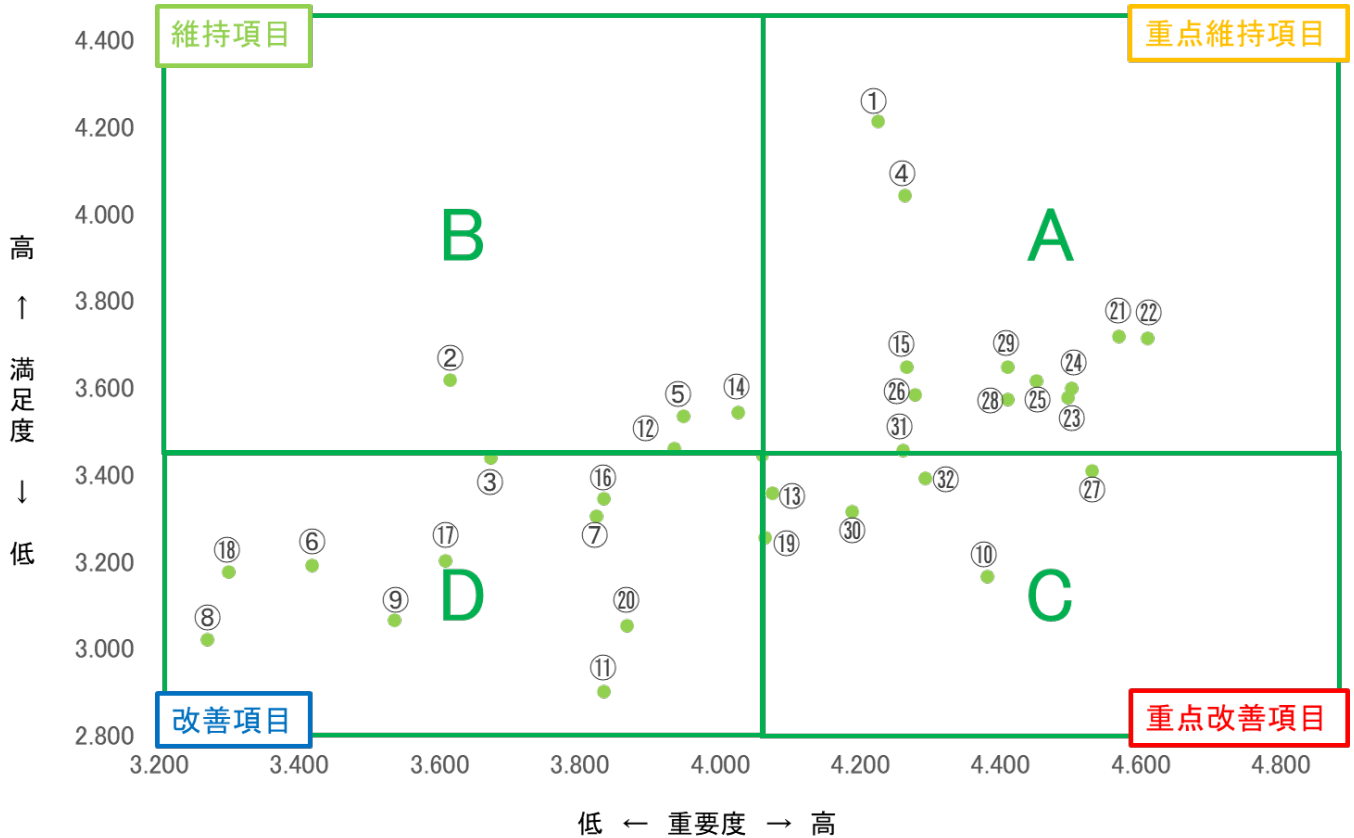 維持項目
重点維持項目
4.400
4.200
4.000
3.800
3.600
3.400
3.200
3.000
2.800
高 ↑ 満足度 ↓ 低
B
A
①
④
㉑ ㉒
② ⑮ ㉙ ㉔
⑤ ⑭ ㉖ ㉘ ㉕
⑫ ㉛ ㉓
③ ⑯ ⑬ ㉜ ㉗
⑱ ⑥ ⑰ ⑦ ⑲ ㉚ ⑩
⑧ ⑨ D ⑳ C
⑪
改善項目
重点改善項目
3.200 3.400 3.600 3.800 4.000 4.200 4.400 4.600 4.800
低 ← 重要度 → 高